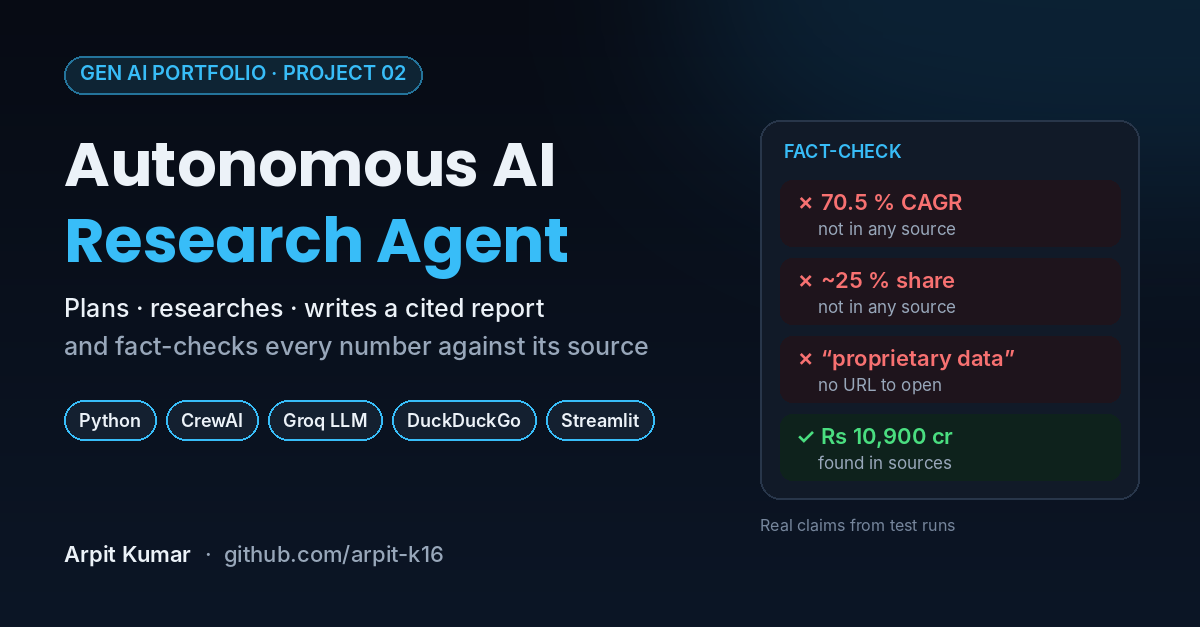 GEN AI PORTFOLIO · PROJECT 02
Autonomous AI
Research Agent
Plans · researches · writes a cited report
and fact-checks every number against its source
Python CrewAI Groq LLM DuckDuckGo Streamlit
Arpit Kumar · github.com/arpit-k16
FACT-CHECK
× 70.5 % CAGR
not in any source
× ~25 % share
not in any source
× “proprietary data”
no URL to open
✓ Rs 10,900 cr
found in sources
Real claims from test runs